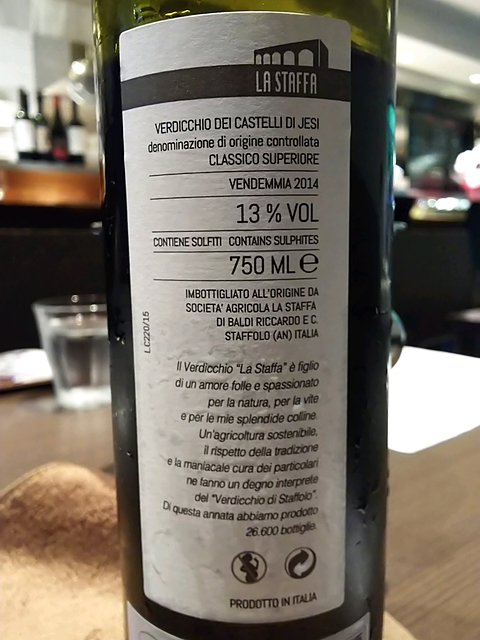 LA STAFFA
VERDICCHIO DEI CASTELLI DI JESI
denominazione di origine controllata
CLASSICO SUPERIORE
VENDEMMIA 2014
13 % VOL
CONTIENE SOLFITI CONTAINS SULPHITES
750 ML e
IMBOTTIGLIATO ALL'ORIGINE DA
SOCIETA' AGRICOLA LA STAFFA
DI BALDI RICCARDO E C.
STAFFOLO (AN) ITALIA
LC220/15
Il Verdicchio "La Staffa" è figlio
di un amore folle e spassionato
per la natura, per la vite
e per le mie splendide colline.
Un'agricoltura sostenibile,
il rispetto della tradizione
e la maniacale cura dei particolari
ne fanno un degno interprete
del "Verdicchio di Staffolo".
Di questa annata abbiamo prodotto
26.600 bottiglie.
PRODOTTO IN ITALIA